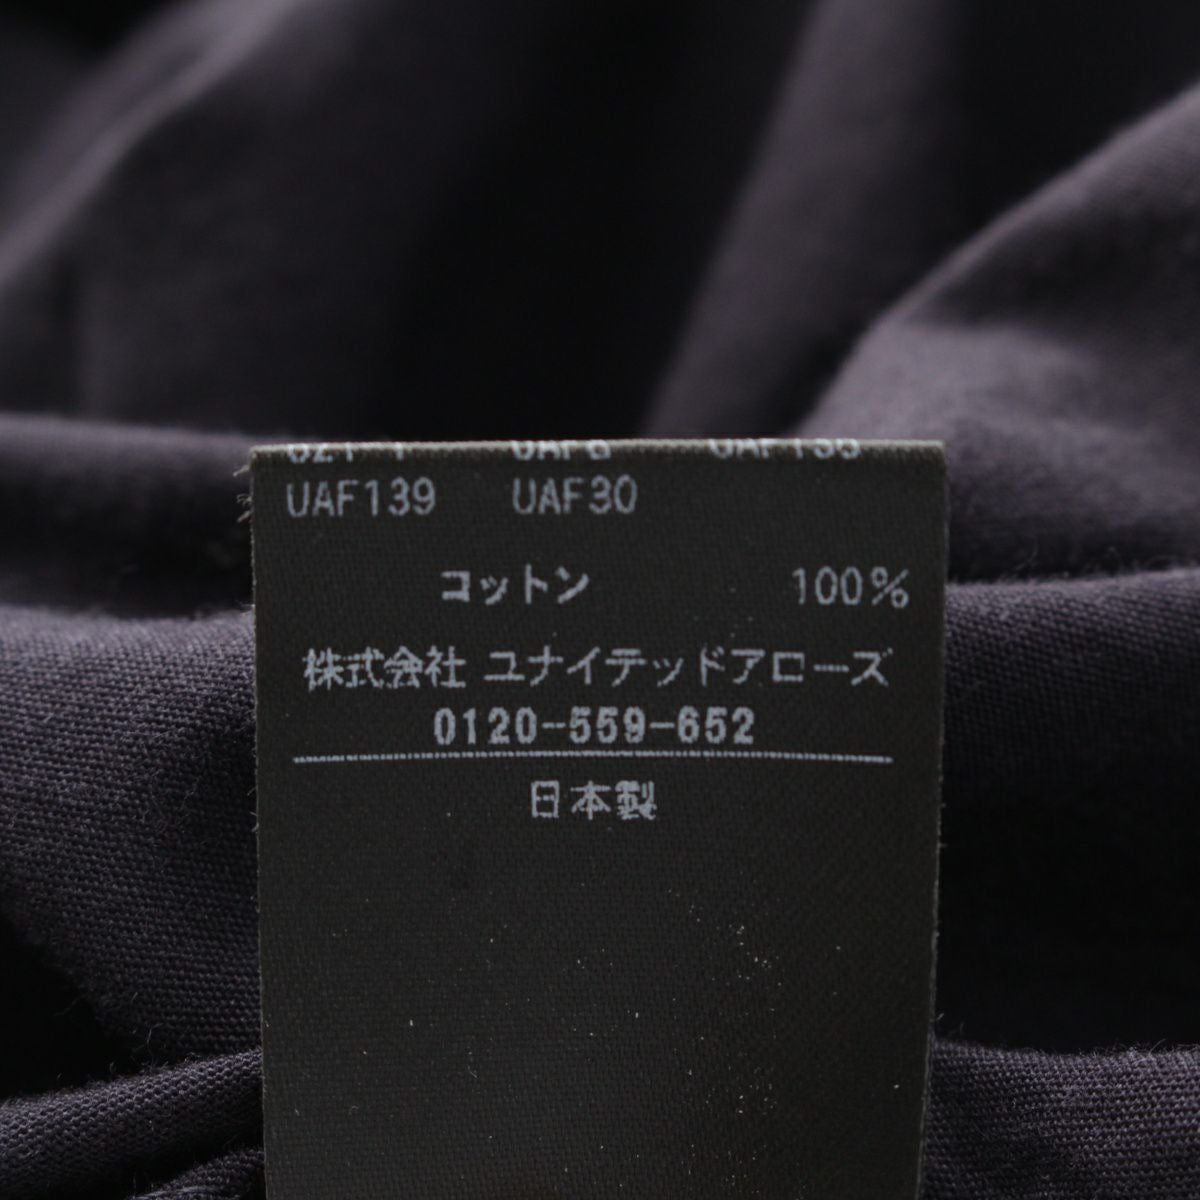 UAF139 UAF30
コットン 100%
株式会社 ユナイテッドアローズ
0120-559-652
日本製